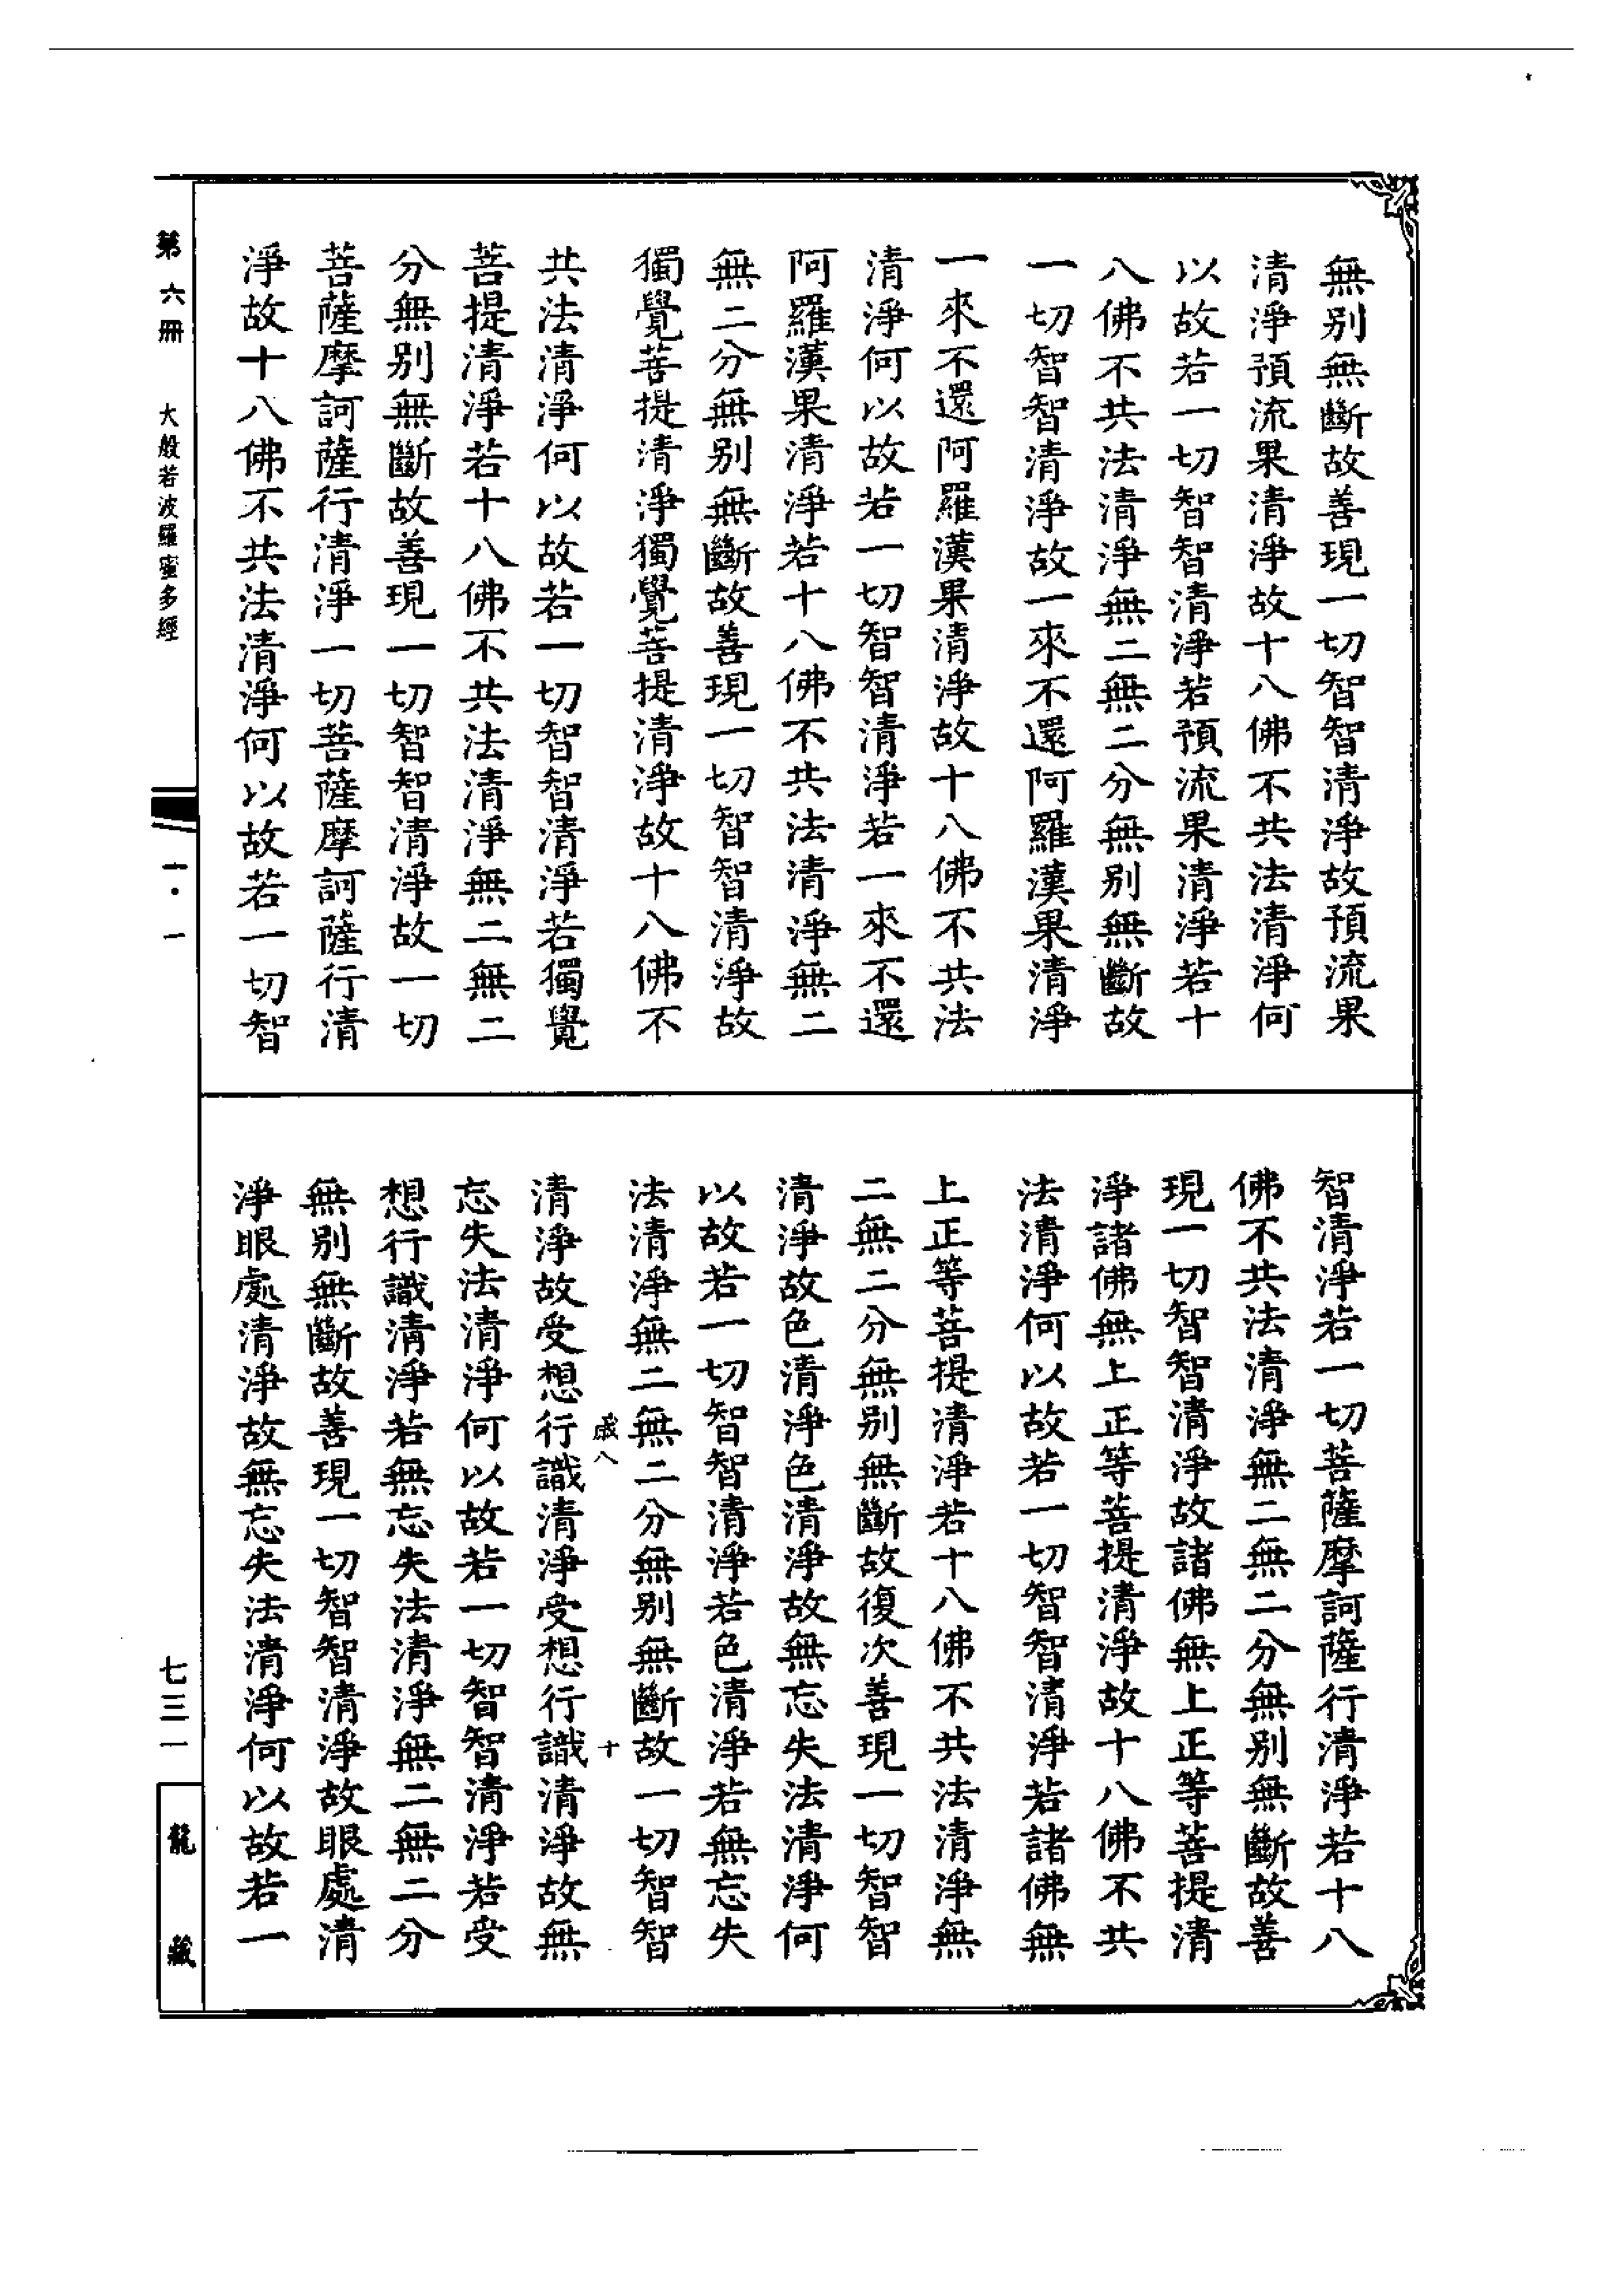 無別無斷故善現一切智智清淨故預流果
清淨預流果清淨故十八佛不共法清淨何
以故若一切智智清淨若預流果清淨若十
八佛不共法清淨無二無二分無別無斷故
一切智智清淨故一來不還阿羅漢果清淨
一來不還阿羅漢果清淨故十八佛不共法
清淨何以故若一切智智清淨若一來不還
阿羅漢果清淨若十八佛不共法清淨無二
無二分無別無斷故善現一切智智清淨故
獨覺菩提清淨獨覺菩提清淨故十八佛不
共法清淨何以故若一切智智清淨若獨覺
菩提清淨若十八佛不共法清淨無二無二
分無別無斷故善現一切智智清淨故一切
菩薩摩訶薩行清淨一切菩薩摩訶薩行清
淨故十八佛不共法清淨何以故若一切智
智清淨若一切菩薩摩訶薩行清淨若十八
佛不共法清淨無二無二分無別無斷故善
現一切智智清淨故諸佛無上正等菩提清
淨諸佛無上正等菩提清淨故十八佛不共
法清淨何以故若一切智智清淨若諸佛無
上正等菩提清淨若十八佛不共法清淨無
二無二分無別無斷故復次善現一切智智
清淨故色清淨色清淨故無忘失法清淨何
以故若一切智智清淨若色清淨若無忘失
法清淨無二無二分無別無斷故一切智智
清淨故受想行識清淨受想行識清淨故無
忘失法清淨何以故若一切智智清淨若受
想行識清淨若無忘失法清淨無二無二分
無別無斷故善現一切智智清淨故眼處清
淨眼處清淨故無忘失法清淨何以故若一
第六冊 大般若波羅蜜多經
一·一
七三一
龍藏